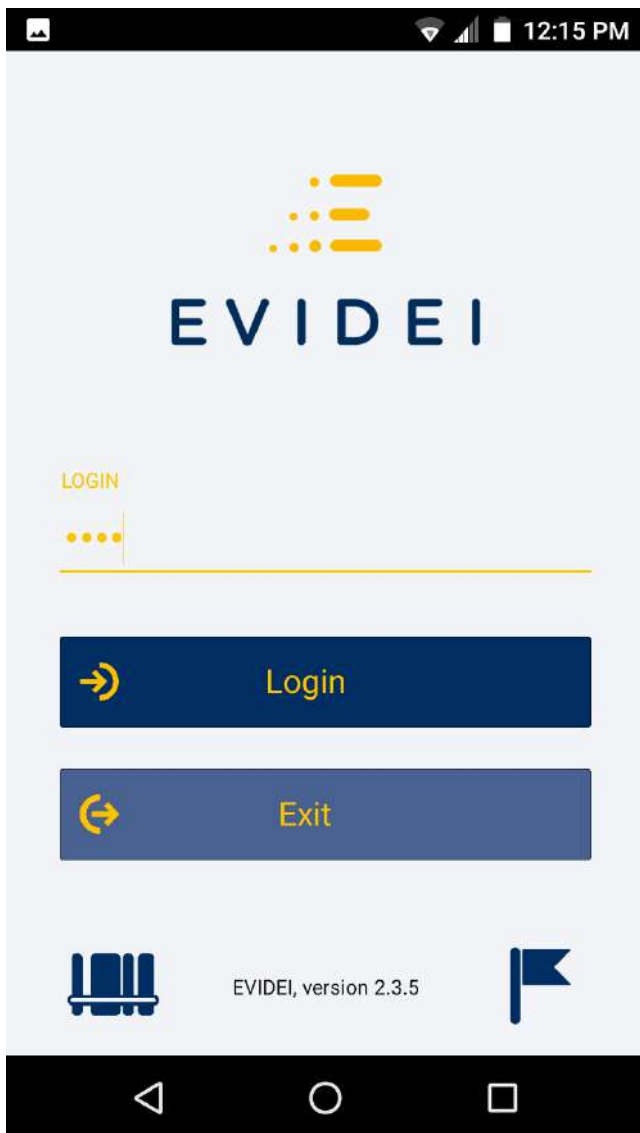 12:15 PM
EVIDEI
LOGIN
••••
Login
Exit
EVIDEI, version 2.3.5